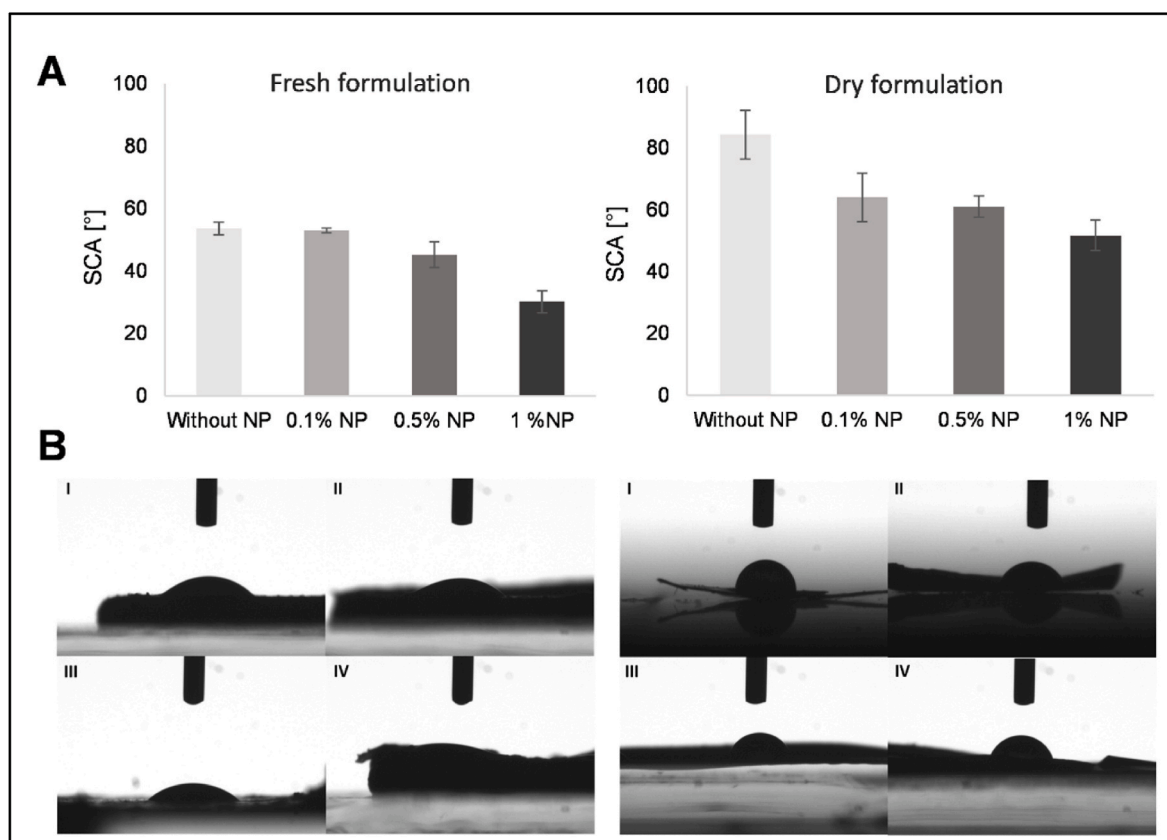 A
Fresh formulation
SCA [°]
100
80
60
40
20
0
Without NP 0.1% NP 0.5% NP 1 %NP
Dry formulation
SCA [°]
100
80
60
40
20
0
Without NP 0.1% NP 0.5% NP 1% NP
B
I II
III IV
I II
III IV